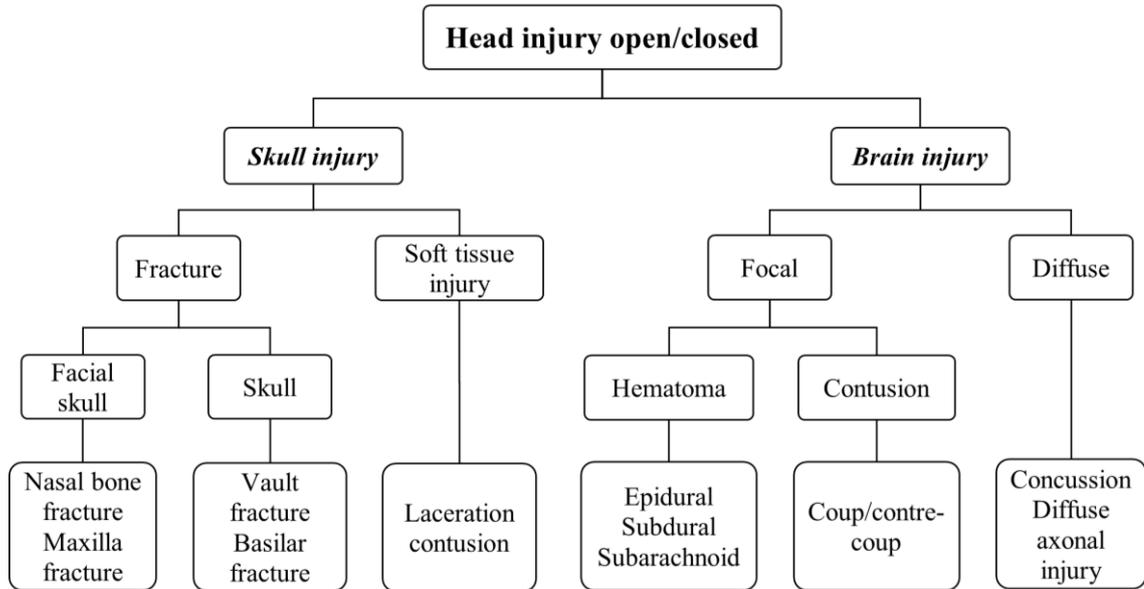 Head injury open/closed
Skull injury
Brain injury
Fracture
Soft tissue
injury
Focal
Diffuse
Facial
skull
Skull
Hematoma
Contusion
Nasal bone
fracture
Maxilla
fracture
Vault
fracture
Basilar
fracture
Laceration
contusion
Epidural
Subdural
Subarachnoid
Coup/contre-
coup
Concussion
Diffuse
axonal
injury